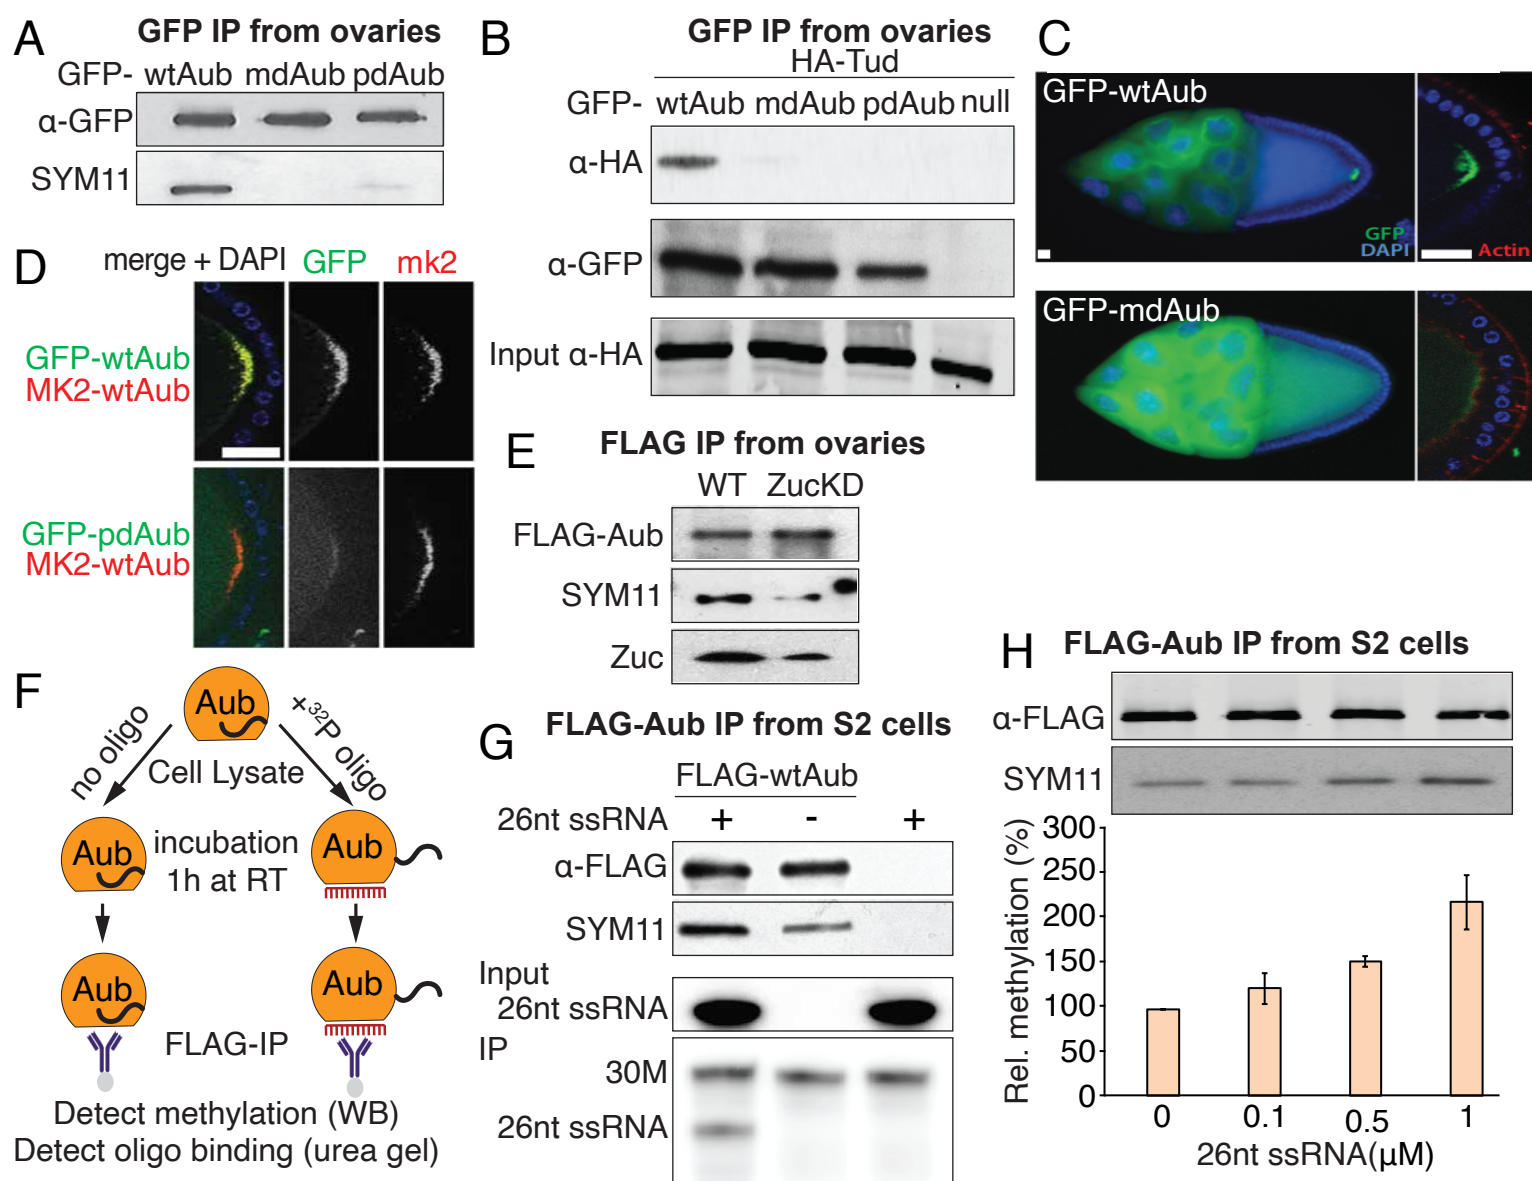 A
GFP IP from ovaries
GFP- wtAub mdAub pdAub
α-GFP
SYM11
B
GFP IP from ovaries
HA-Tud
GFP- wtAub mdAub pdAub null
α-HA
α-GFP
Input α-HA
C
GFP-wtAub
GFP
DAPI
Actin
GFP-mdAub
D
merge + DAPI GFP mk2
GFP-wtAub
MK2-wtAub
GFP-pdAub
MK2-wtAub
E
FLAG IP from ovaries
WT ZucKD
FLAG-Aub
SYM11
Zuc
F
Aub
no oligo
+³²P oligo
Cell Lysate
Aub
incubation
1h at RT
Aub
Aub
Aub
FLAG-IP
Detect methylation (WB)
Detect oligo binding (urea gel)
G
FLAG-Aub IP from S2 cells
FLAG-wtAub
26nt ssRNA + - +
α-FLAG
SYM11
Input
26nt ssRNA
IP
30M
26nt ssRNA
H
FLAG-Aub IP from S2 cells
α-FLAG
SYM11
Rel. methylation (%)
300
250
200
150
100
50
0
0 0.1 0.5 1
26nt ssRNA(μM)